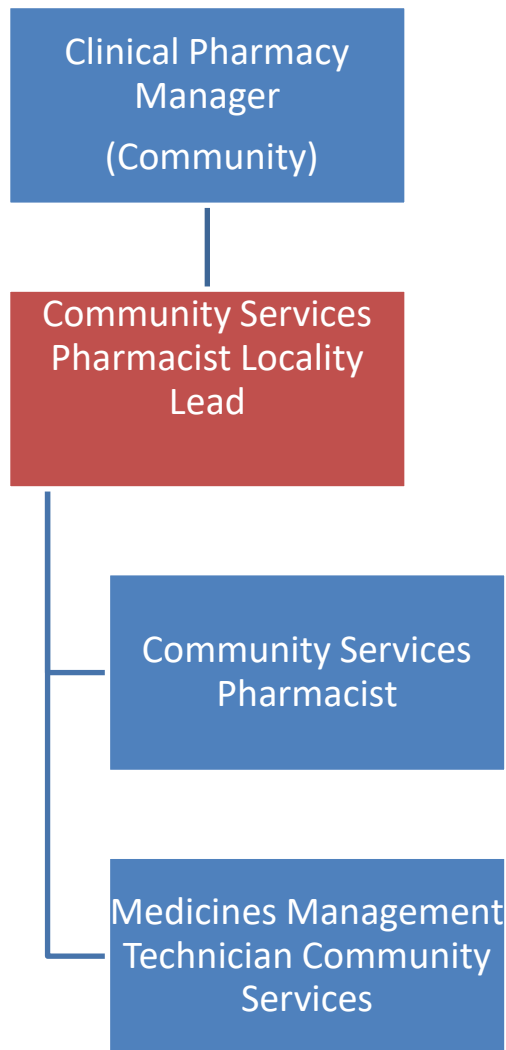 Clinical Pharmacy
Manager
(Community)
Community Services
Pharmacist Locality
Lead
Community Services
Pharmacist
Medicines Management
Technician Community
Services